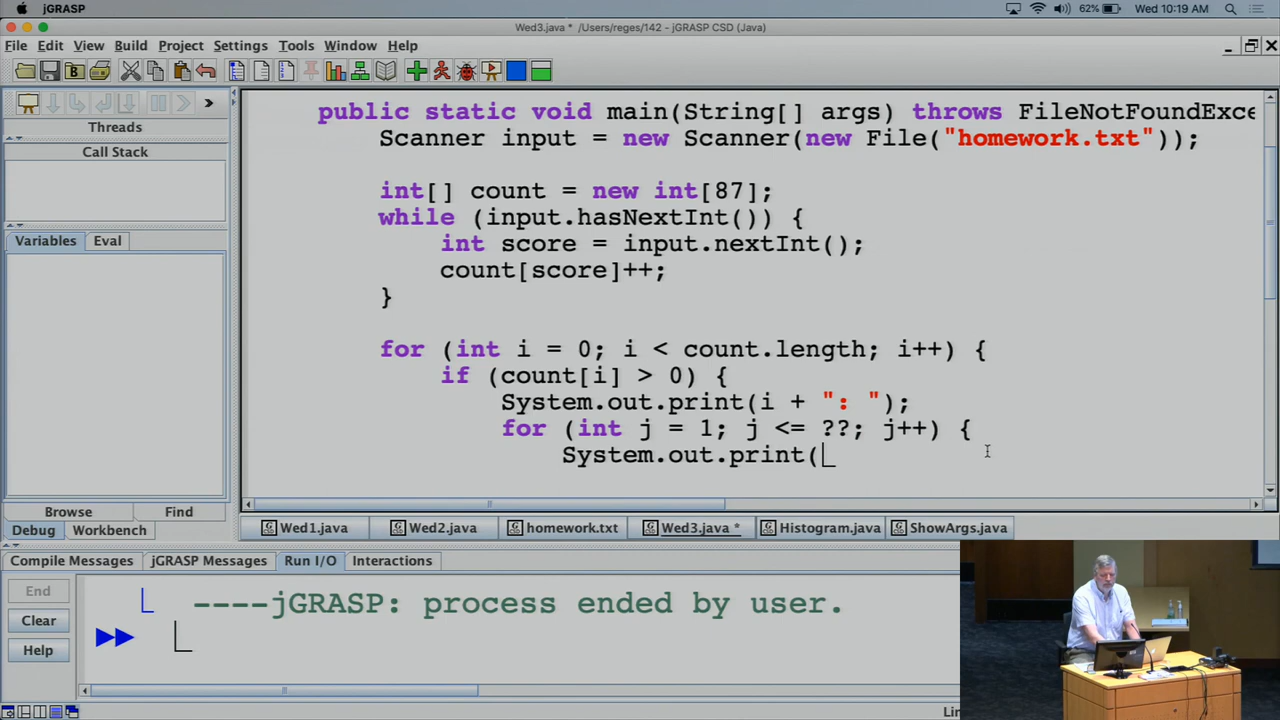 jGRASP
62% Wed 10:19 AM
Wed3.java * /Users/reges/142 - jGRASP CSD (Java)
File Edit View Build Project Settings Tools Window Help
Threads
Call Stack
Variables Eval
Browse Find
Debug Workbench
public static void main(String[] args) throws FileNotFoundExce
Scanner input = new Scanner(new File("homework.txt"));
int[] count = new int[87];
while (input.hasNextInt()) {
int score = input.nextInt();
count[score]++;
}
for (int i = 0; i < count.length; i++) {
if (count[i] > 0) {
System.out.print(i + ": ");
for (int j = 1; j <= ??; j++) {
System.out.print(
Wed1.java Wed2.java homework.txt Wed3.java * Histogram.java ShowArgs.java
Compile Messages jGRASP Messages Run I/O Interactions
End
Clear
Help
----jGRASP: process ended by user.
Lin